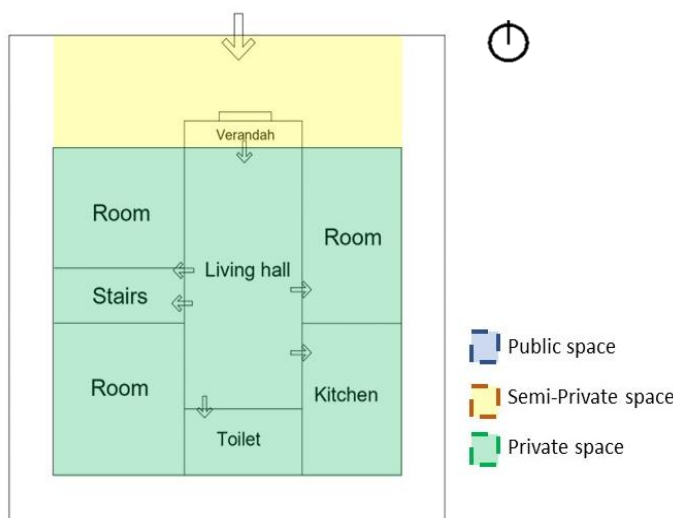 Verandah
Room
Living hall
Room
Stairs
Room
Kitchen
Toilet
Public space
Semi-Private space
Private space